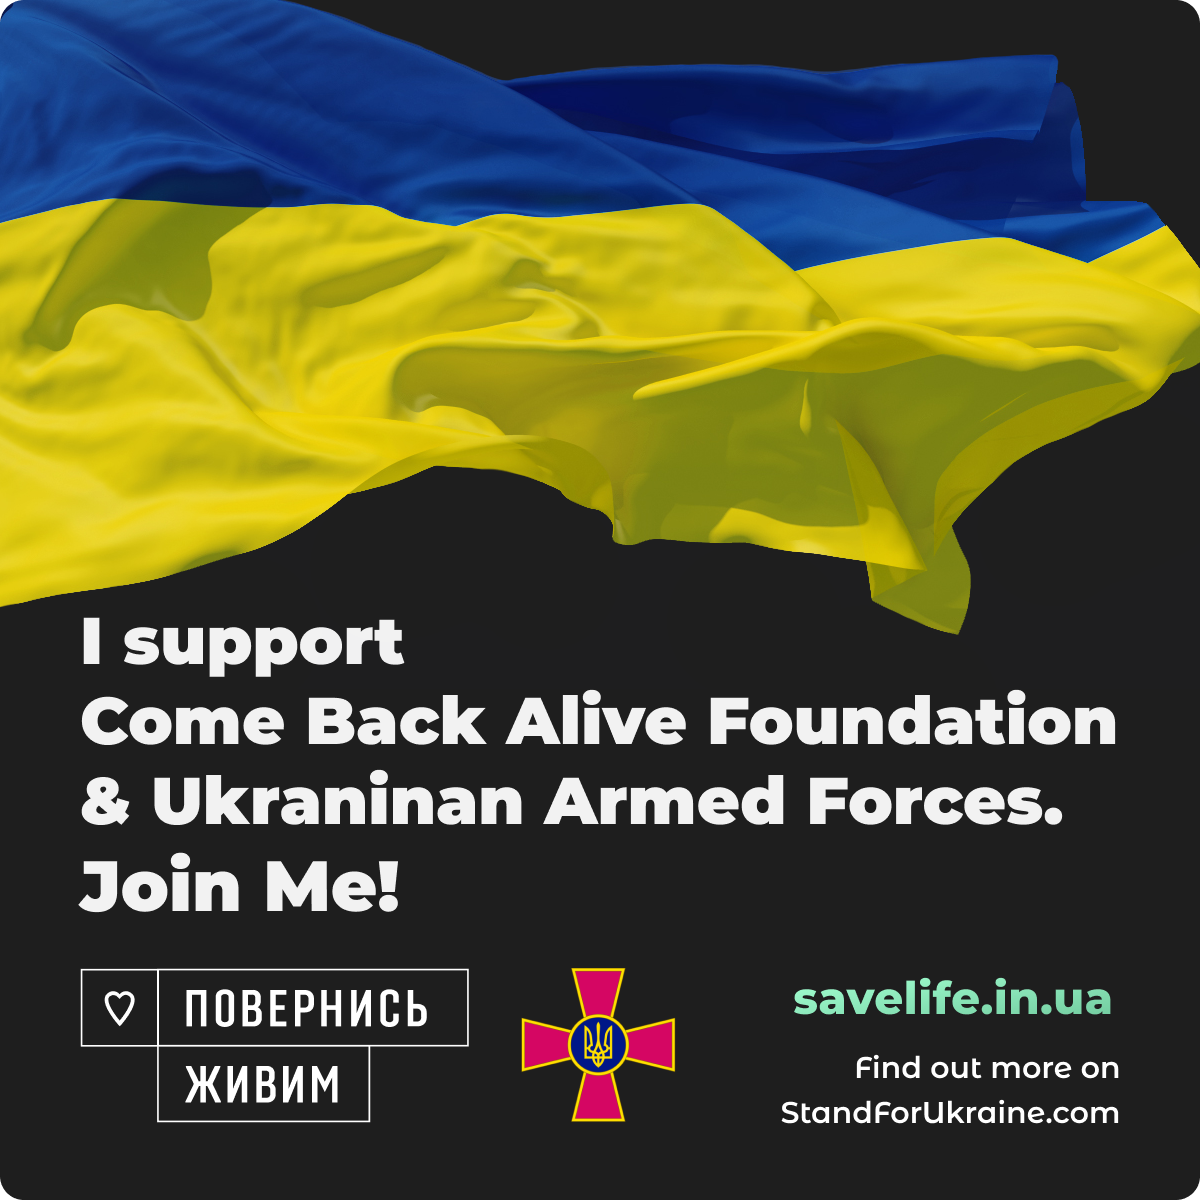 I support
Come Back Alive Foundation
& Ukraninan Armed Forces.
Join Me!
ПОВЕРНИСЬ
ЖИВИМ
savelife.in.ua
Find out more on
StandForUkraine.com